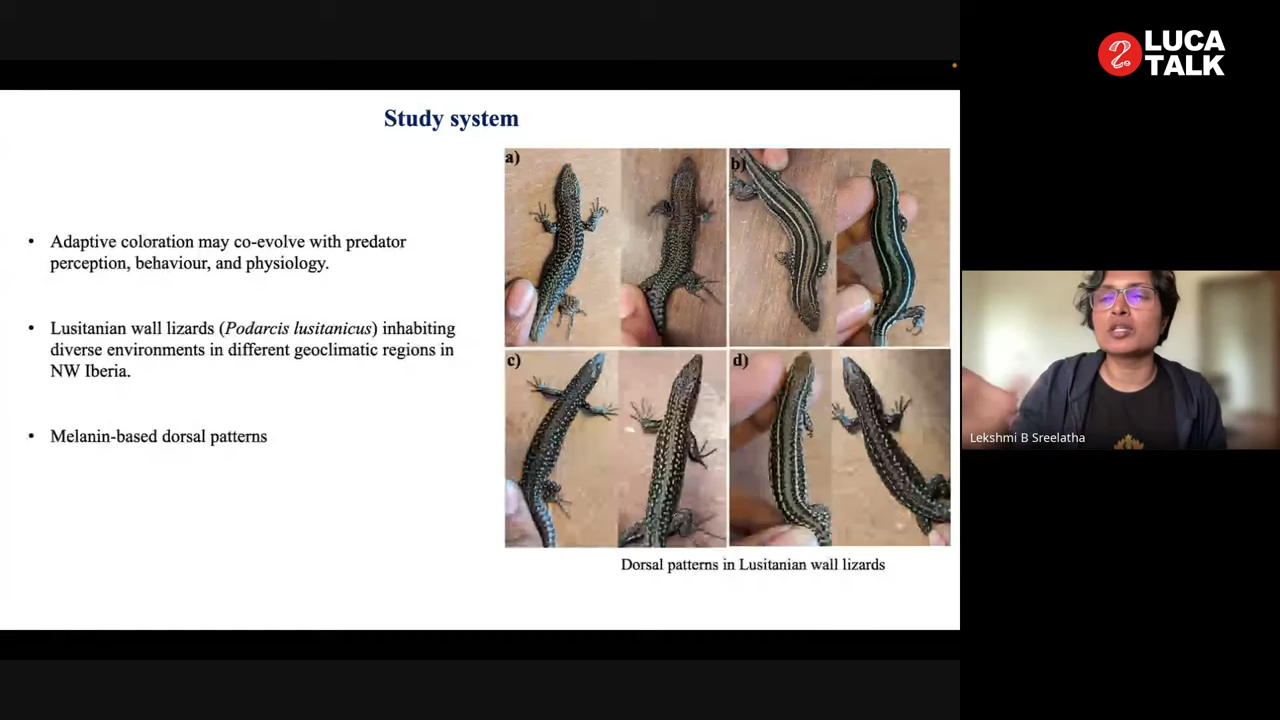 LUCA
TALK
Study system
a)
b)
• Adaptive coloration may co-evolve with predator
perception, behaviour, and physiology.
• Lusitanian wall lizards (Podarcis lusitanicus) inhabiting
diverse environments in different geoclimatic regions in
NW Iberia.
c)
d)
• Melanin-based dorsal patterns
Dorsal patterns in Lusitanian wall lizards
Lekshmi B Sreelatha